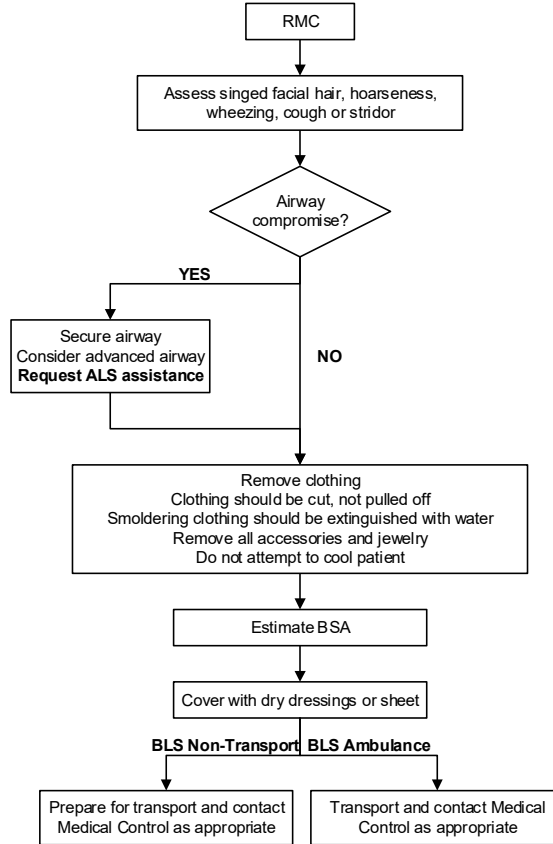 RMC
Assess singed facial hair, hoarseness,
wheezing, cough or stridor
Airway
compromise?
YES
Secure airway
Consider advanced airway
Request ALS assistance
NO
Remove clothing
Clothing should be cut, not pulled off
Smoldering clothing should be extinguished with water
Remove all accessories and jewelry
Do not attempt to cool patient
Estimate BSA
Cover with dry dressings or sheet
BLS Non-Transport
BLS Ambulance
Prepare for transport and contact
Medical Control as appropriate
Transport and contact Medical
Control as appropriate